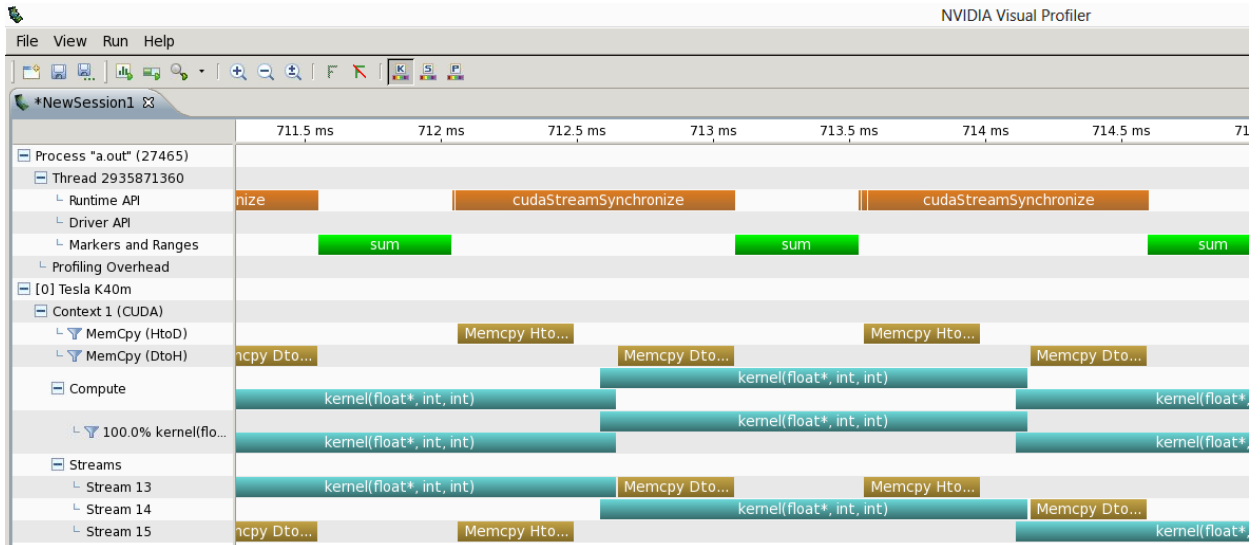 NVIDIA Visual Profiler
File View Run Help
*NewSession1
711.5 ms 712 ms 712.5 ms 713 ms 713.5 ms 714 ms 714.5 ms 71
Process "a.out" (27465)
Thread 2935871360
Runtime API nize cudaStreamSynchronize cudaStreamSynchronize
Driver API
Markers and Ranges sum sum sum
Profiling Overhead
[0] Tesla K40m
Context 1 (CUDA)
MemCpy (HtoD) Memcpy Hto... Memcpy Hto...
MemCpy (DtoH) ncpy Dto... Memcpy Dto... Memcpy Dto...
kernel(float*, int, int)
Compute
kernel(float*, int, int) kernel(float*,
kernel(float*, int, int)
100.0% kernel(flo...
kernel(float*, int, int) kernel(float*,
Streams
Stream 13 kernel(float*, int, int) Memcpy Dto... Memcpy Hto...
Stream 14 kernel(float*, int, int) Memcpy Dto...
Stream 15 ncpy Dto... Memcpy Hto... kernel(float*,